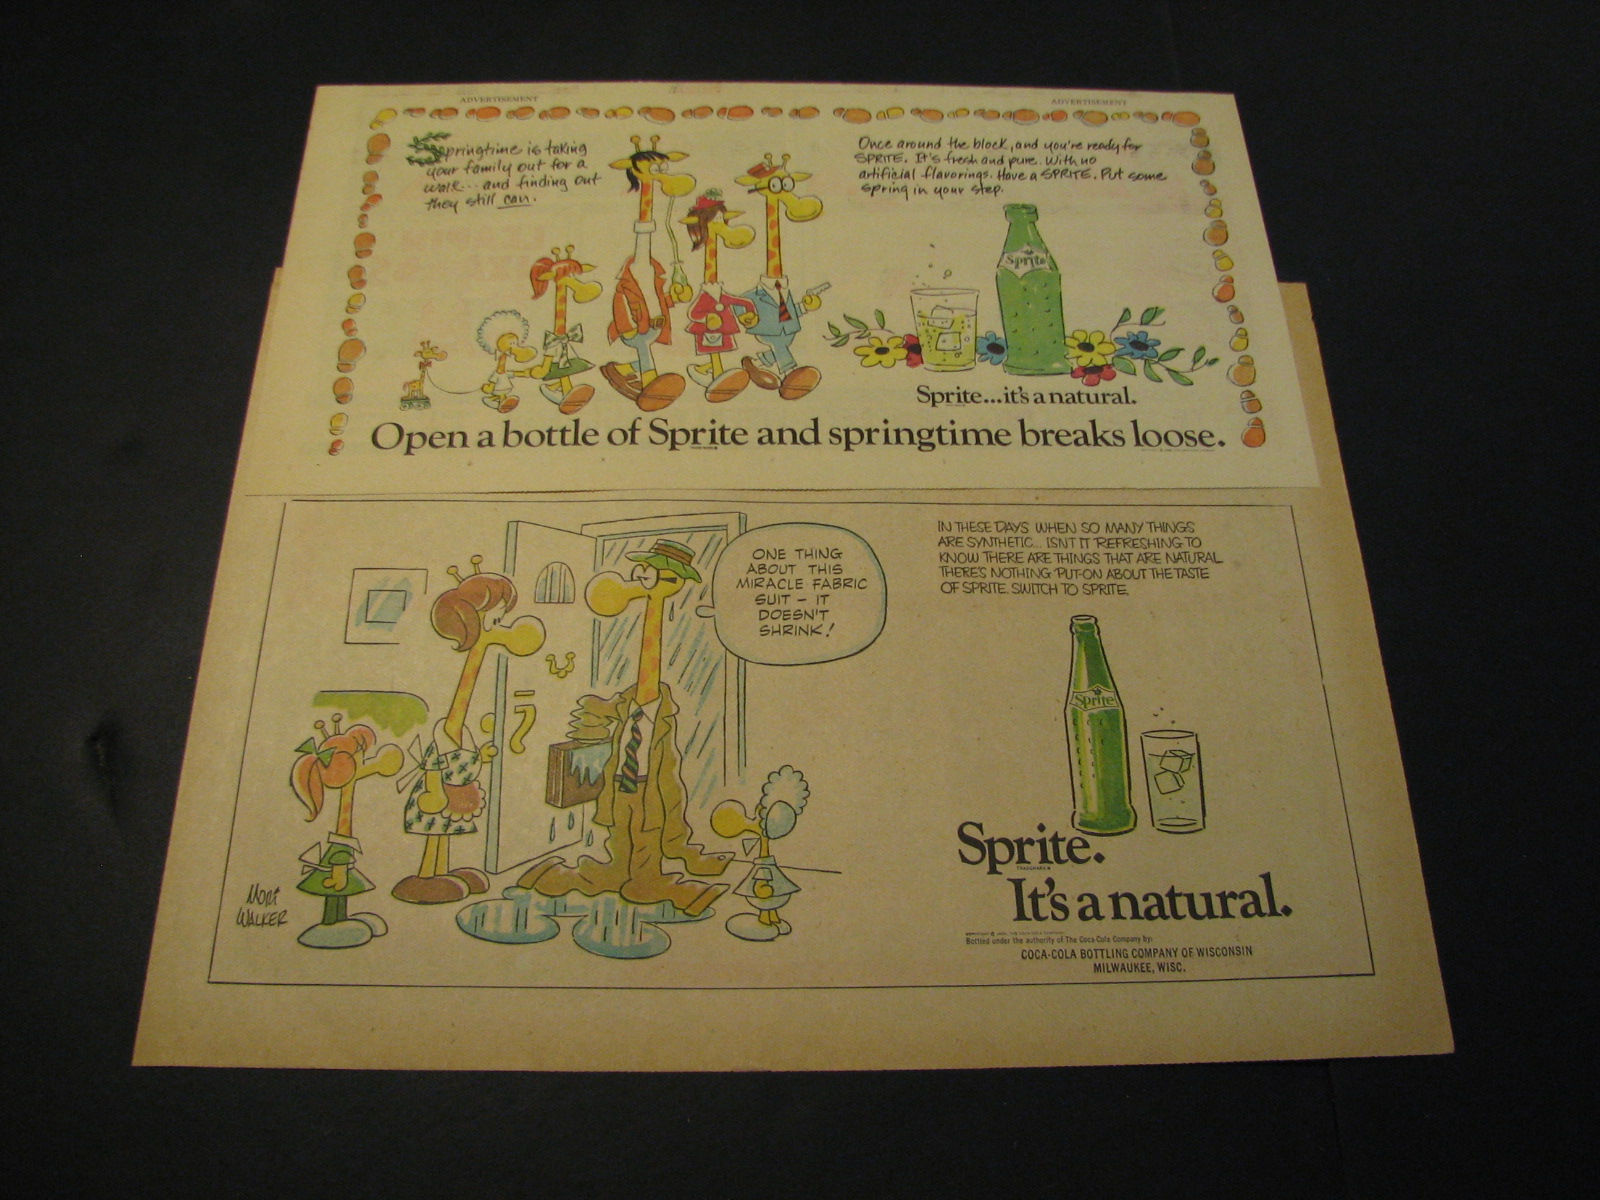 ADVERTISEMENT
ADVERTISEMENT
Springtime is taking
your family out for a
walk... and finding out
they still can.
Once around the block, and you're ready for
SPRITE. It's fresh and pure. With no
artificial flavorings. Have a SPRITE. Put some
spring in your step.
Sprite
Sprite...it's a natural.
Open a bottle of Sprite and springtime breaks loose.
ONE THING
ABOUT THIS
MIRACLE FABRIC
SUIT - IT
DOESN'T
SHRINK!
IN THESE DAYS WHEN SO MANY THINGS
ARE SYNTHETIC... ISN'T IT REFRESHING TO
KNOW THERE ARE THINGS THAT ARE NATURAL
THERE'S NOTHING PUT-ON ABOUT THE TASTE
OF SPRITE. SWITCH TO SPRITE.
Sprite
MORT
WALKER
Sprite.
It's a natural.
Bottled under the authority of The Coca-Cola Company by:
COCA-COLA BOTTLING COMPANY OF WISCONSIN
MILWAUKEE, WISC.